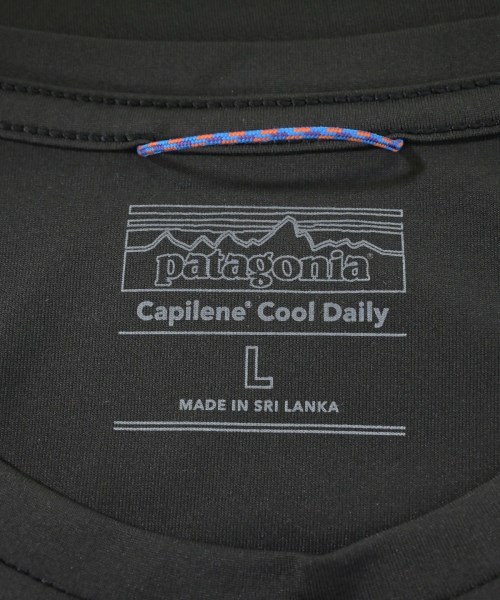 patagonia®
Capilene® Cool Daily
L
MADE IN SRI LANKA